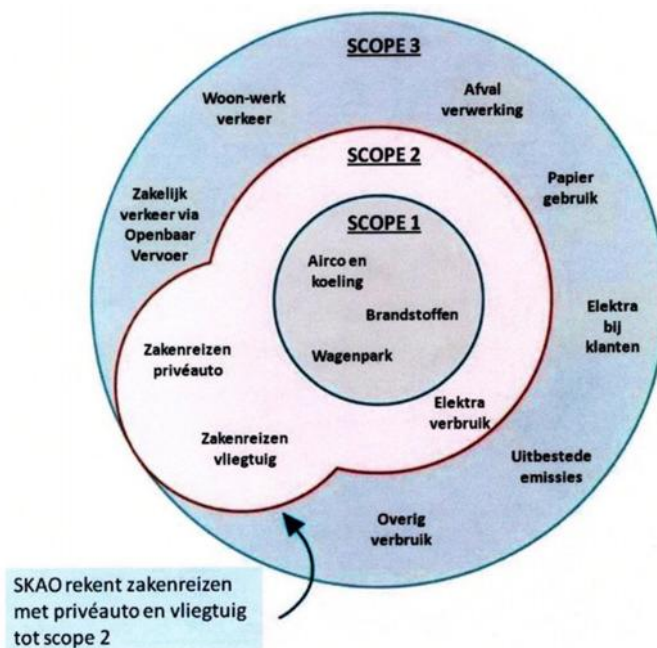 SCOPE 3
Woon-werk
verkeer
Afval
verwerking
SCOPE 2
Zakelijk
verkeer via
Openbaar
Vervoer
Papier
gebruik
SCOPE 1
Airco en
koeling
Brandstoffen
Elektra
bij
klanten
Zakenreizen
privéauto
Wagenpark
Elektra
verbruik
Zakenreizen
vliegtuig
Uitbestede
emissies
Overig
verbruik
SKAO rekent zakenreizen
met privéauto en vliegtuig
tot scope 2